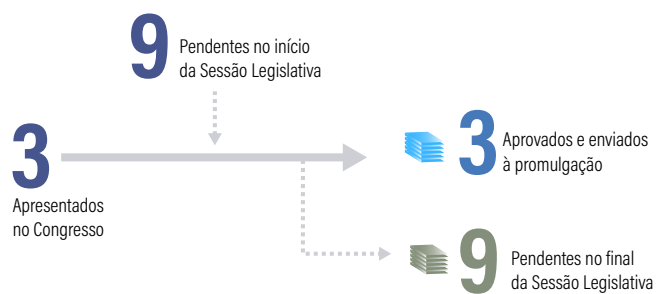 9
Pendentes no início
da Sessão Legislativa
3
Apresentados
no Congresso
3
Aprovados e enviados
à promulgação
9
Pendentes no final
da Sessão Legislativa